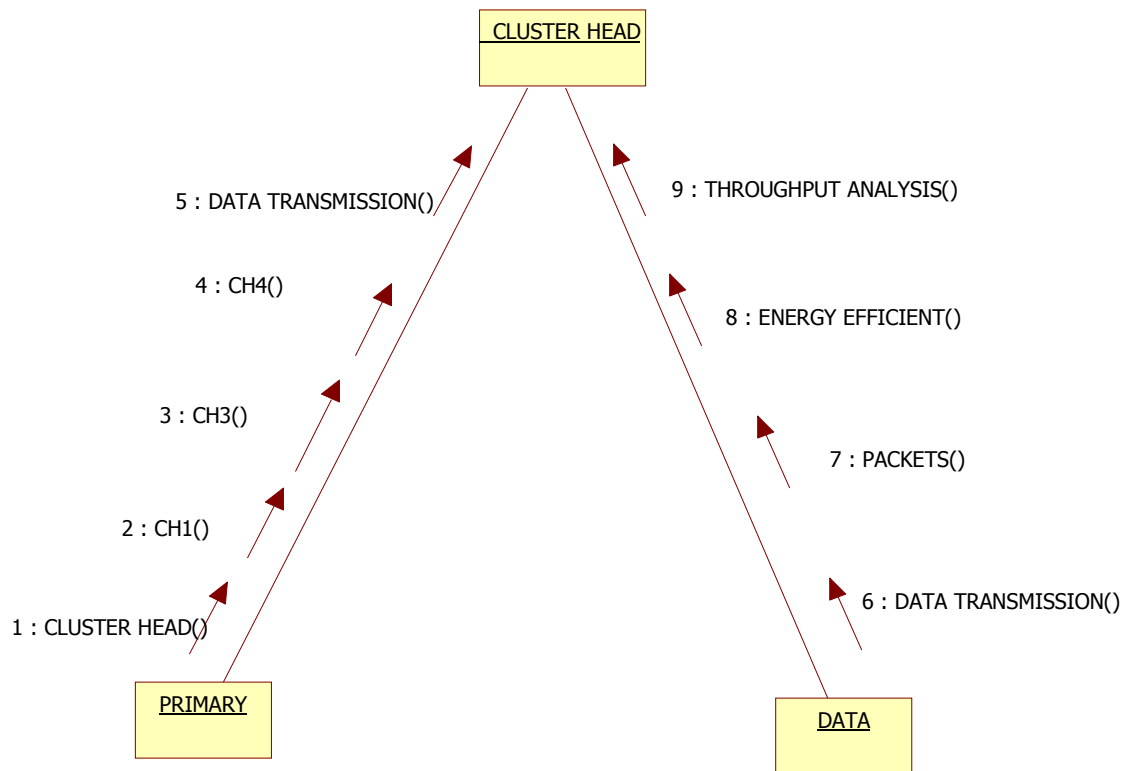 CLUSTER HEAD
5 : DATA TRANSMISSION()
9 : THROUGHPUT ANALYSIS()
4 : CH4()
8 : ENERGY EFFICIENT()
3 : CH3()
7 : PACKETS()
2 : CH1()
6 : DATA TRANSMISSION()
1 : CLUSTER HEAD()
PRIMARY
DATA